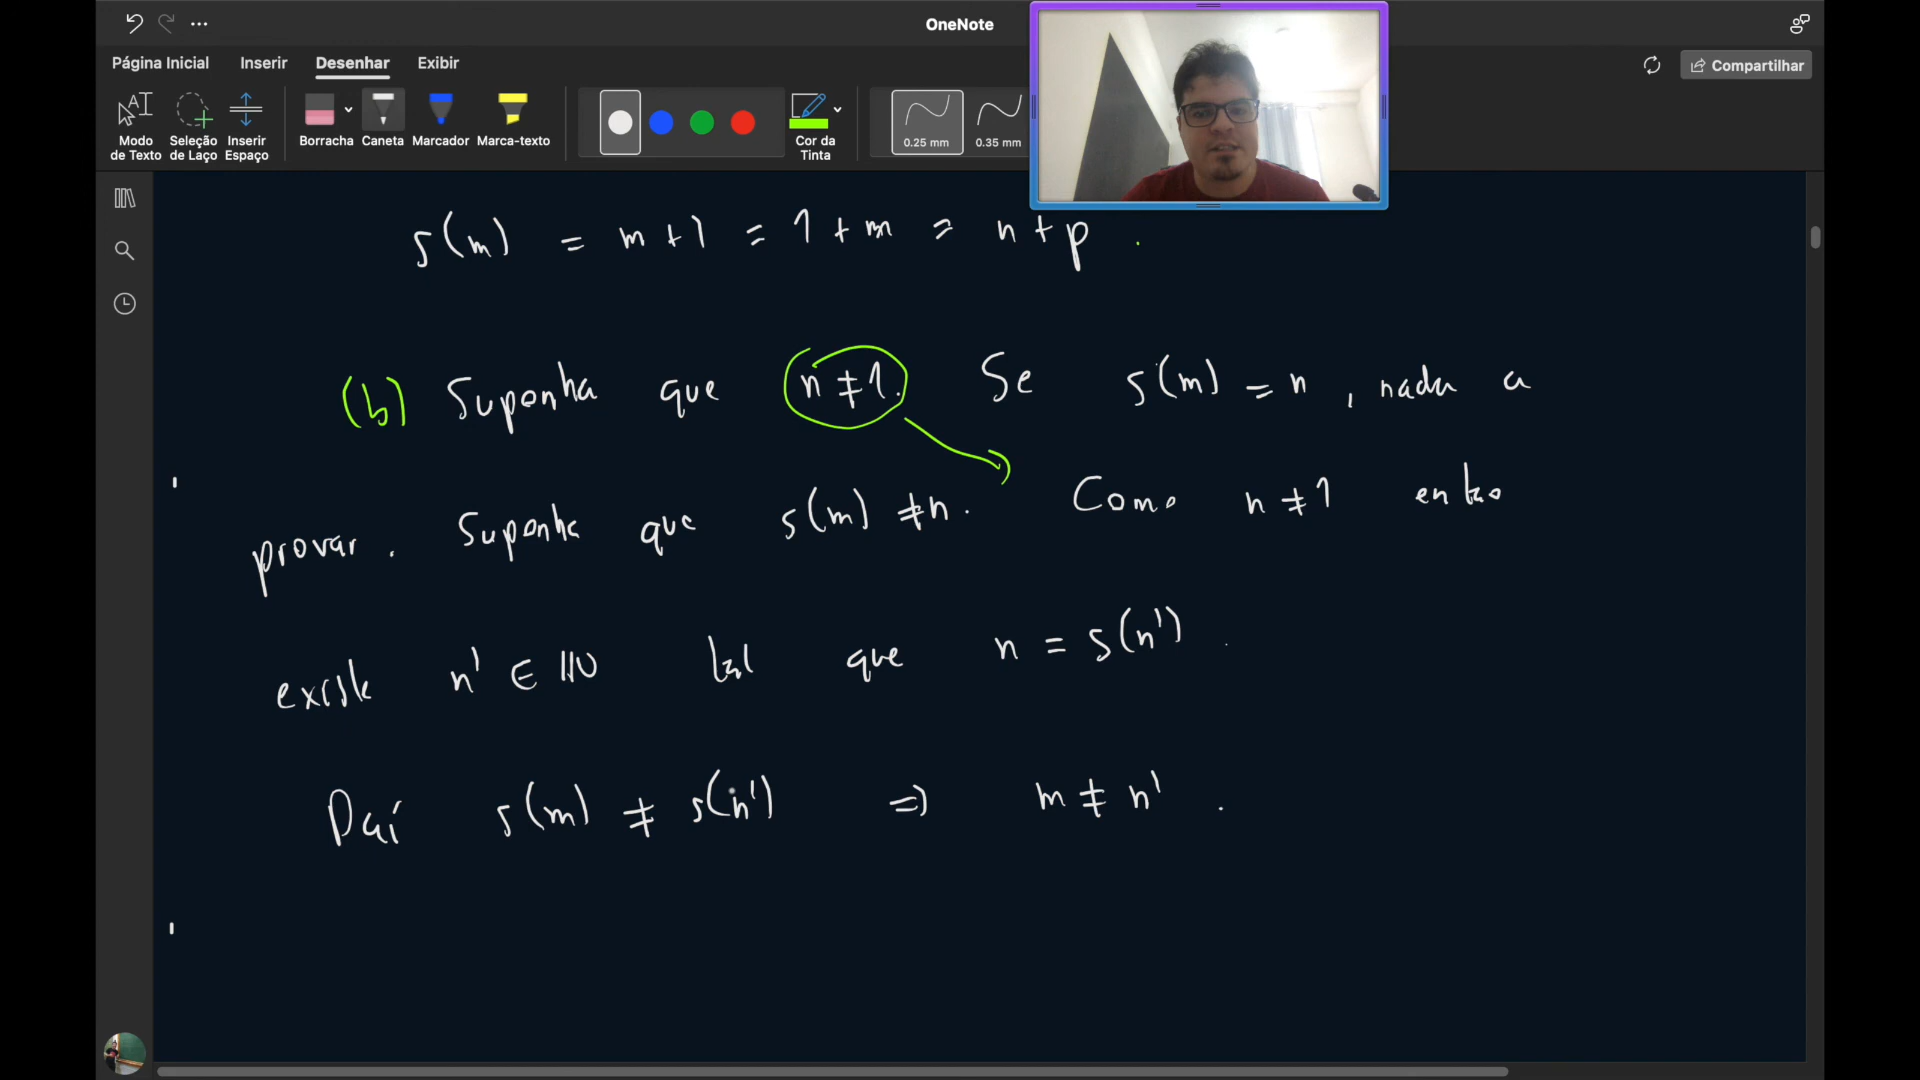 OneNote
Página Inicial Inserir Desenhar Exibir Compartilhar
Modo de Texto Seleção de Laço Inserir Espaço Borracha Caneta Marcador Marca-texto Cor da Tinta 0.25 mm 0.35 mm
s(m) = m+1 = 1+m = n+p .
(b) Suponha que n ≠ 1. Se s(m) = n , nada a
provar. Suponha que s(m) ≠ n. Como n ≠ 1 entao
existe n' ∈ ℕ tal que n = s(n') .
Daí s(m) ≠ s(n') ⇒ m ≠ n' .